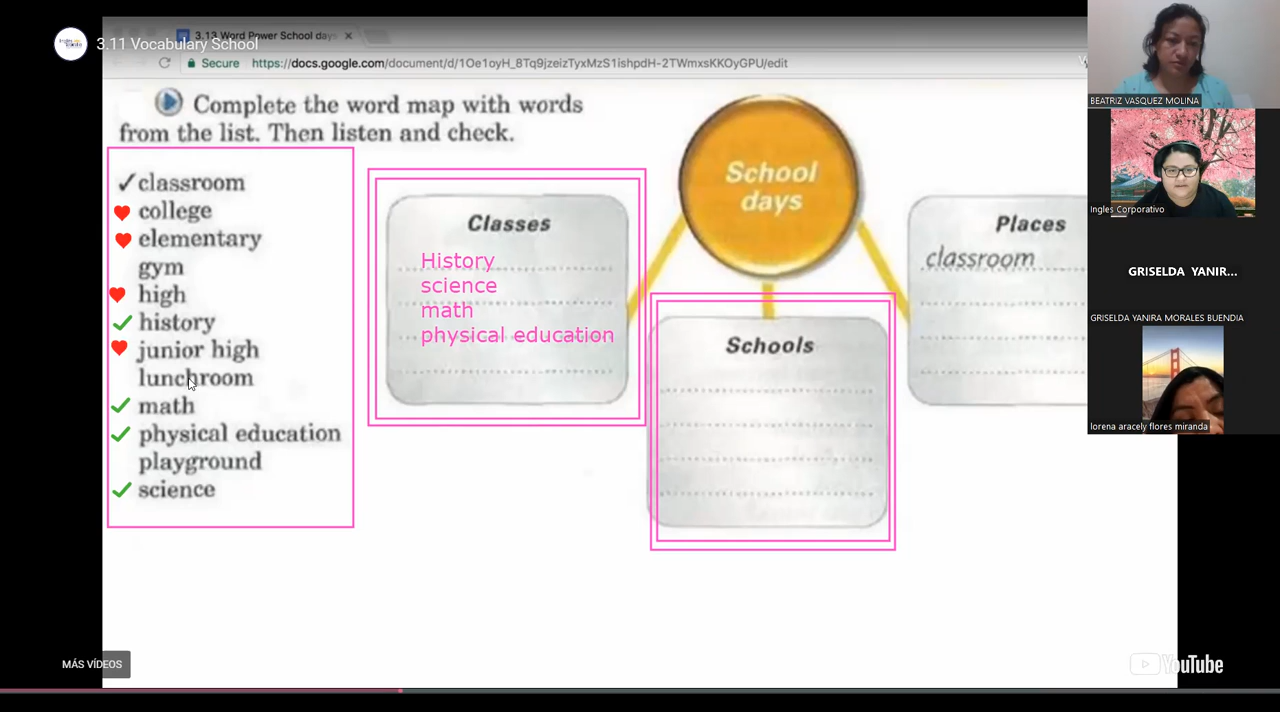 3.13 Word Power School days
3.11 Vocabulary School
Secure https://docs.google.com/document/d/1Oe1oyH_8Tq9jzeizTyxMzS1ishpdH-2TWmxsKKOyGPU/edit
Complete the word map with words
from the list. Then listen and check.
classroom
college
elementary
gym
high
history
junior high
lunchroom
math
physical education
playground
science
Classes
History
science
math
physical education
School
days
Schools
Places
classroom
BEATRIZ VASQUEZ MOLINA
Ingles Corporativo
GRISELDA YANIR...
GRISELDA YANIRA MORALES BUENDIA
lorena aracely flores miranda
MÁS VÍDEOS
YouTube